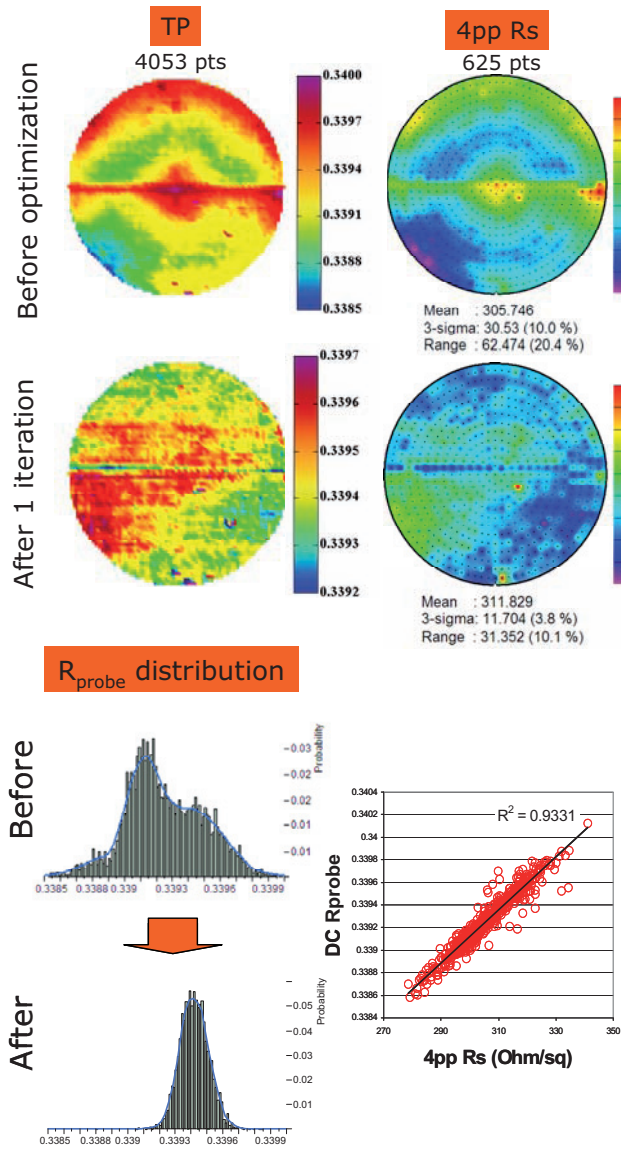 TP
4053 pts
4pp Rs
625 pts
Before optimization
0.3400
0.3397
0.3394
0.3391
0.3388
0.3385
Mean : 305.746
3-sigma: 30.53 (10.0 %)
Range : 62.474 (20.4 %)
After 1 iteration
0.3397
0.3396
0.3394
0.3393
0.3392
Mean : 311.829
3-sigma: 11.704 (3.8 %)
Range : 31.352 (10.1 %)
Rprobe distribution
Before
0.03
0.02
0.02
0.01
0.01
Probability
0.3385 0.3388 0.339 0.3393 0.3396 0.3399
After
0.05
0.04
0.03
0.02
0.01
Probability
0.3385 0.3388 0.339 0.3393 0.3396 0.3399
DC Rprobe
0.3404
0.3402
0.34
0.3398
0.3396
0.3394
0.3392
0.339
0.3388
0.3386
0.3384
R² = 0.9331
270 290 310 330 350
4pp Rs (Ohm/sq)